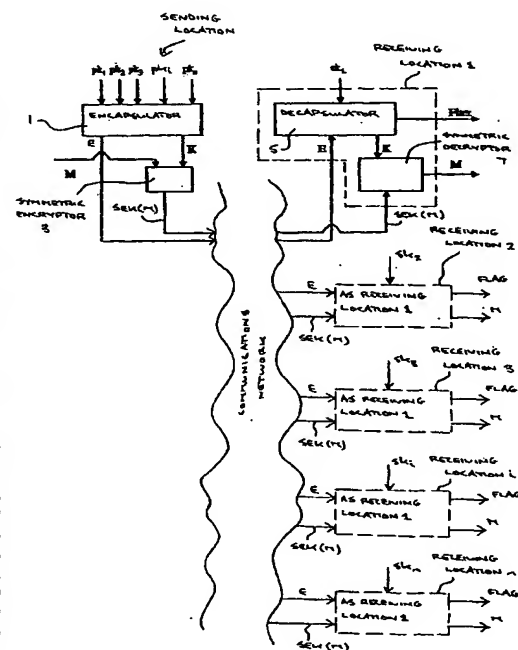 SENDING
LOCATION
RECEIVING
LOCATION 1
pk1 pk2 pk3 pki pkn
1
ENCAPSULATOR
E
K
M
SYMMETRIC
ENCRYPTOR
3
SEK(M)
DECAPSULATOR
5
E
K
SYMMETRIC
DECRYPTOR
7
M
SEK(M)
COMMUNICATIONS
NETWORK
RECEIVING
LOCATION 2
sk2
E
AS RECEIVING
LOCATION 1
FLAG
M
SEK(M)
RECEIVING
LOCATION 3
sk3
E
AS RECEIVING
LOCATION 1
FLAG
M
SEK(M)
RECEIVING
LOCATION i
ski
E
AS RECEIVING
LOCATION 1
FLAG
M
SEK(M)
RECEIVING
LOCATION n
skn
E
AS RECEIVING
LOCATION 1
FLAG
M
SEK(M)